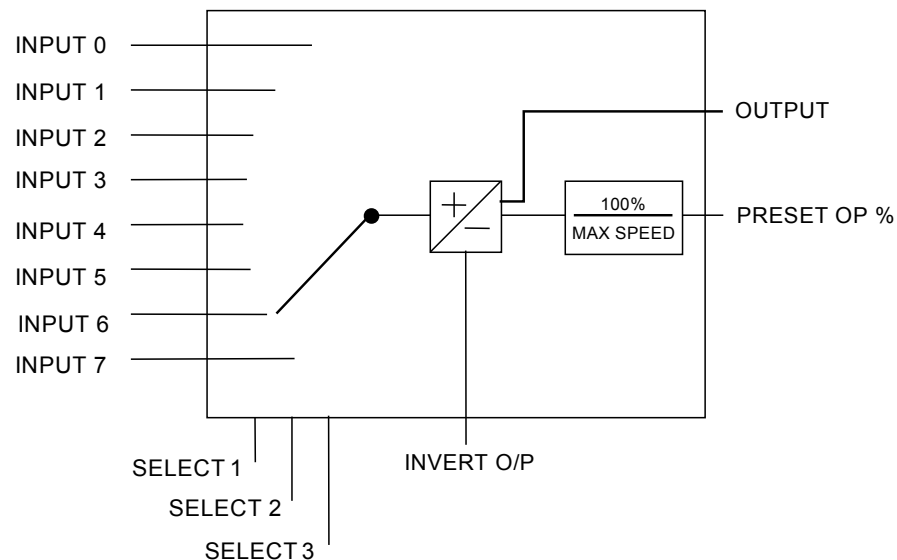 INPUT 0
INPUT 1
INPUT 2
INPUT 3
INPUT 4
INPUT 5
INPUT 6
INPUT 7
+
−
100%
MAX SPEED
OUTPUT
PRESET OP %
SELECT 1
SELECT 2
SELECT 3
INVERT O/P